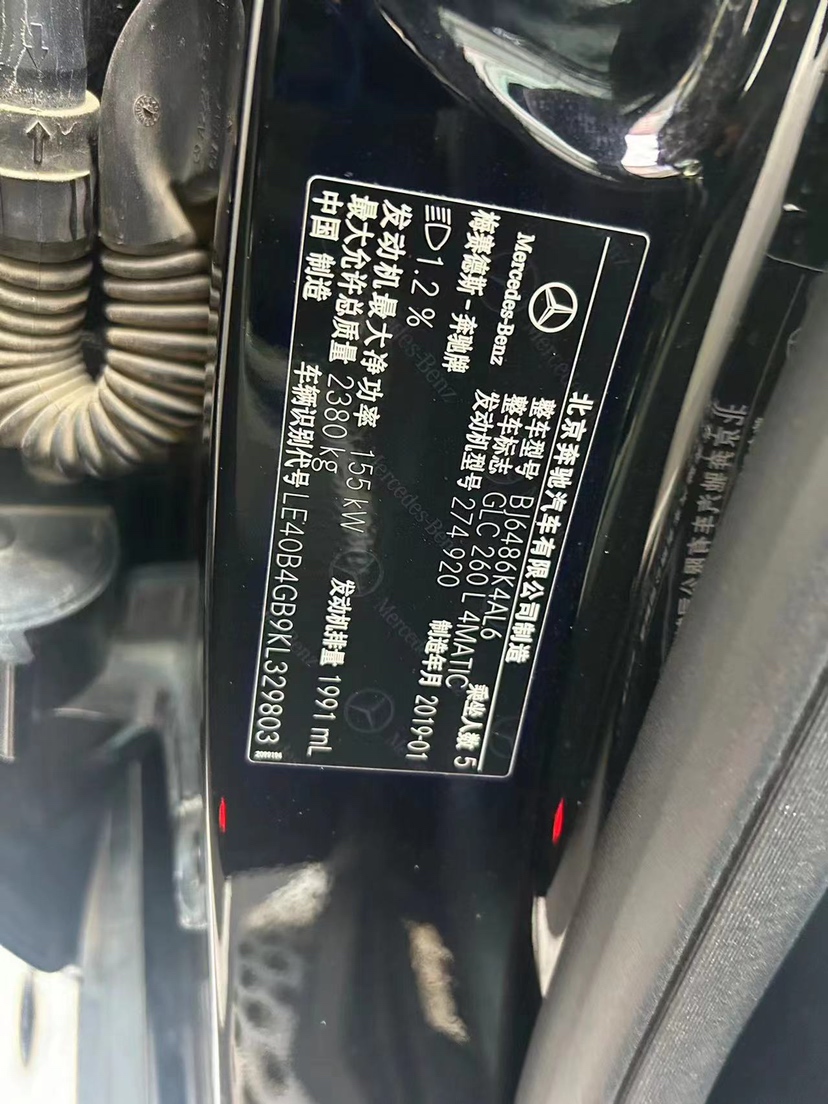 北京奔驰汽车有限公司制造
Mercedes-Benz
梅赛德斯-奔驰牌
整车型号 BJ6486K4AL6
整车标志 GLC 260 L 4MATIC
乘坐人数 5
发动机型号 274 920
制造年月 2019-01
1.2 %
发动机最大净功率 155 kW
发动机排量 1991 mL
最大允许总质量 2380 kg
中国 制造
车辆识别代号 LE40B4GB9KL329803